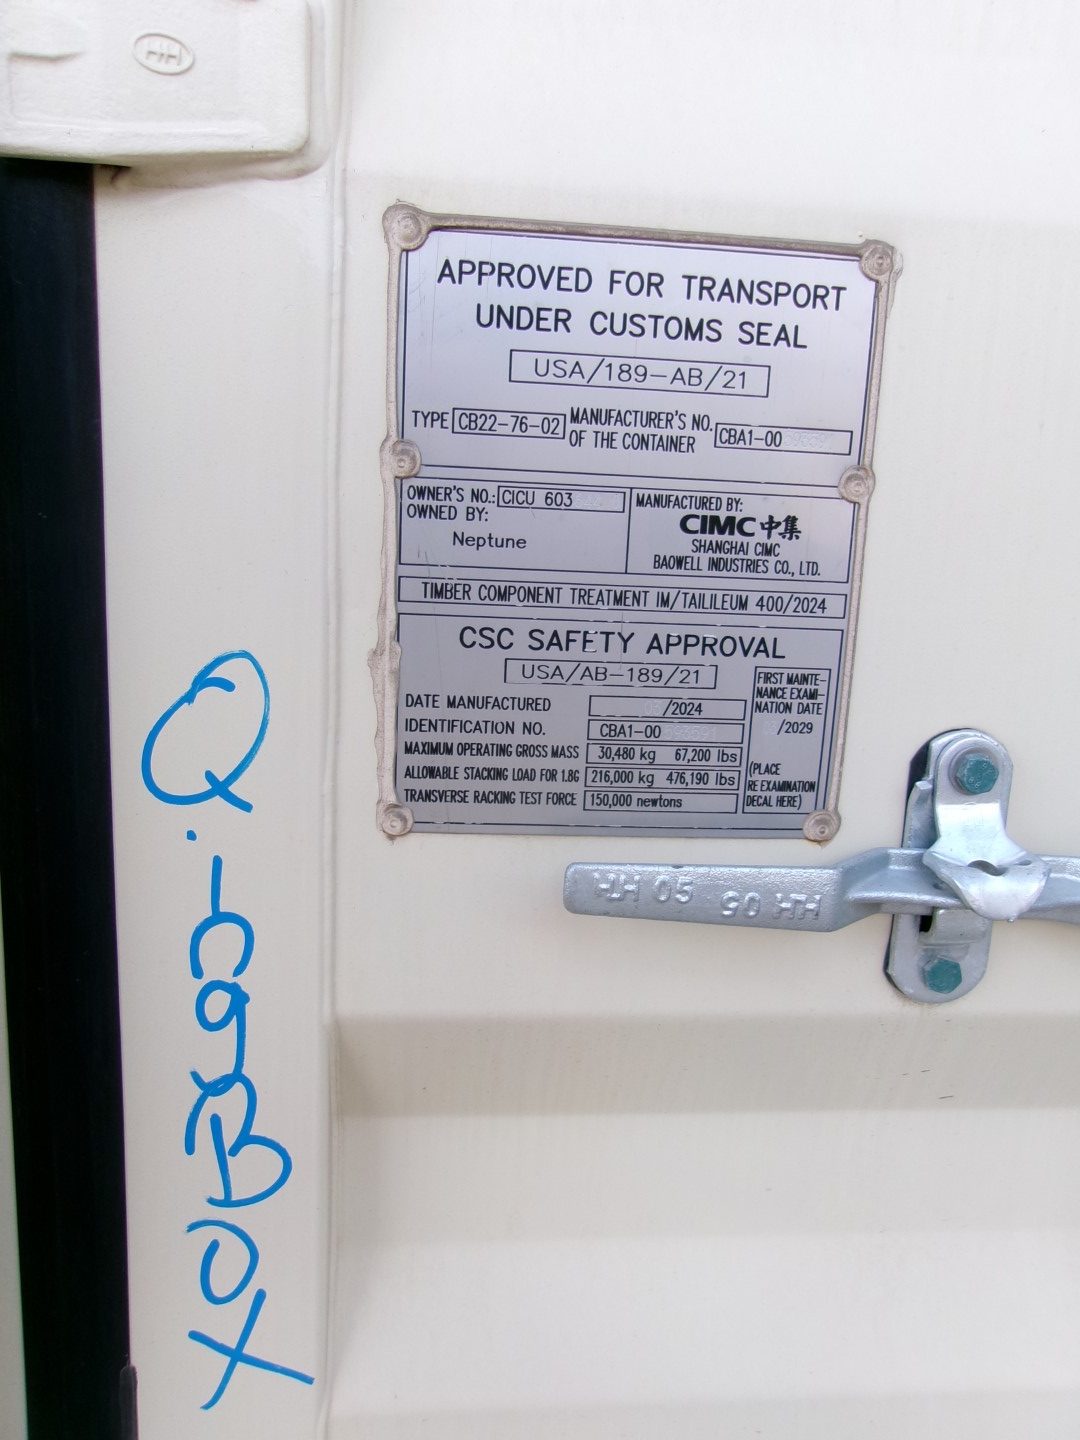 HH
APPROVED FOR TRANSPORT
UNDER CUSTOMS SEAL
USA/189-AB/21
TYPE CB22-76-02 MANUFACTURER'S NO. OF THE CONTAINER CBA1-00
OWNER'S NO.: CICU 603
OWNED BY:
Neptune
MANUFACTURED BY:
CIMC 中集
SHANGHAI CIMC
BAOWELL INDUSTRIES CO., LTD.
TIMBER COMPONENT TREATMENT IM/TAILILEUM 400/2024
CSC SAFETY APPROVAL
USA/AB-189/21
DATE MANUFACTURED /2024
IDENTIFICATION NO. CBA1-00
MAXIMUM OPERATING GROSS MASS 30,480 kg 67,200 lbs
ALLOWABLE STACKING LOAD FOR 1.8G 216,000 kg 476,190 lbs
TRANSVERSE RACKING TEST FORCE 150,000 newtons
FIRST MAINTE-
NANCE EXAMI-
NATION DATE
/2029
(PLACE
RE EXAMINATION
DECAL HERE)
HH 05 50 HH
BOX